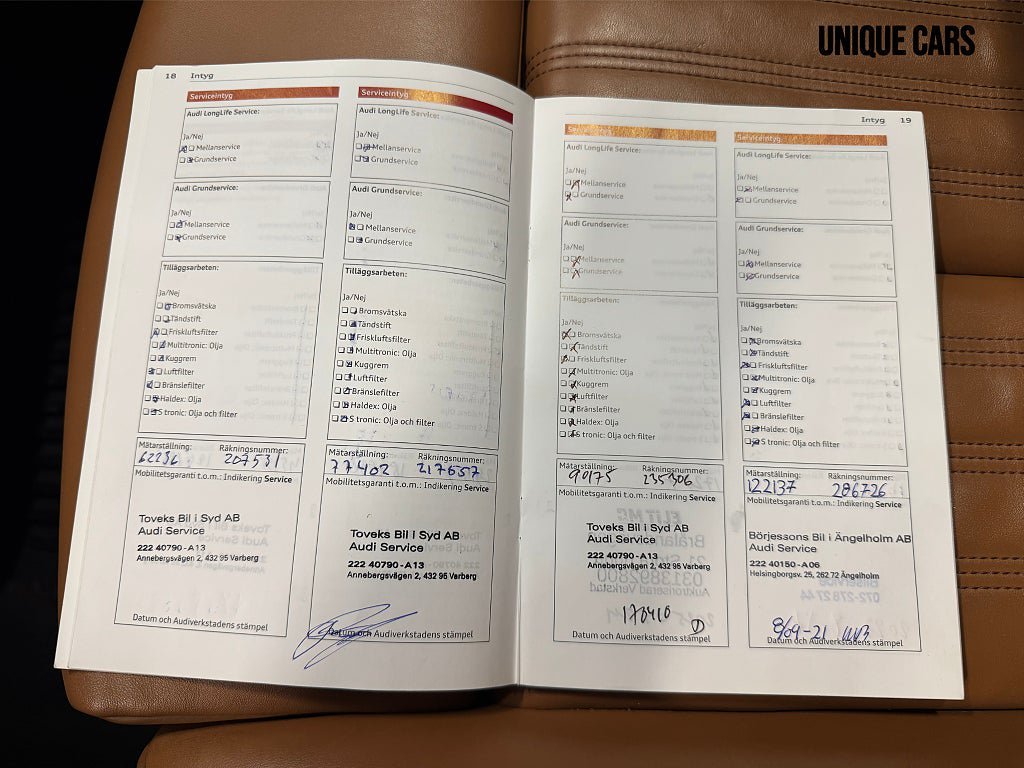 UNIQUE CARS
18 Intyg
Serviceintyg
Audi LongLife Service:
Ja/Nej
Mellanservice
Grundservice
Audi Grundservice:
Ja/Nej
Mellanservice
Grundservice
Tilläggsarbeten:
Ja/Nej
Bromsvätska
Tändstift
Friskluftsfilter
Multitronic: Olja
Kuggrem
Luftfilter
Bränslefilter
Haldex: Olja
S tronic: Olja och filter
Mätarställning: Räkningsnummer:
62236 207531
Mobilitetsgaranti t.o.m.: Indikering Service
Toveks Bil i Syd AB
Audi Service
222 40790-A13
Annebergsvägen 2, 432 95 Varberg
Datum och Audiverkstadens stämpel
Serviceintyg
Audi LongLife Service:
Ja/Nej
Mellanservice
Grundservice
Audi Grundservice:
Ja/Nej
Mellanservice
Grundservice
Tilläggsarbeten:
Ja/Nej
Bromsvätska
Tändstift
Friskluftsfilter
Multitronic: Olja
Kuggrem
Luftfilter
Bränslefilter
Haldex: Olja
S tronic: Olja och filter
Mätarställning: Räkningsnummer:
77402 217657
Mobilitetsgaranti t.o.m.: Indikering Service
Toveks Bil i Syd AB
Audi Service
222 40790-A13
Annebergsvägen 2, 432 95 Varberg
Datum och Audiverkstadens stämpel
Intyg 19
Serviceintyg
Audi LongLife Service:
Ja/Nej
Mellanservice
Grundservice
Audi Grundservice:
Ja/Nej
Mellanservice
Grundservice
Tilläggsarbeten:
Ja/Nej
Bromsvätska
Tändstift
Friskluftsfilter
Multitronic: Olja
Kuggrem
Luftfilter
Bränslefilter
Haldex: Olja
S tronic: Olja och filter
Mätarställning: Räkningsnummer:
90175 235306
Mobilitetsgaranti t.o.m.: Indikering Service
Toveks Bil i Syd AB
Audi Service
222 40790-A13
Annebergsvägen 2, 432 95 Varberg
170410
Datum och Audiverkstadens stämpel
Serviceintyg
Audi LongLife Service:
Ja/Nej
Mellanservice
Grundservice
Audi Grundservice:
Ja/Nej
Mellanservice
Grundservice
Tilläggsarbeten:
Ja/Nej
Bromsvätska
Tändstift
Friskluftsfilter
Multitronic: Olja
Kuggrem
Luftfilter
Bränslefilter
Haldex: Olja
S tronic: Olja och filter
Mätarställning: Räkningsnummer:
122137 286726
Mobilitetsgaranti t.o.m.: Indikering Service
Börjessons Bil i Ängelholm AB
Audi Service
222 40150-A06
Helsingborgsv. 25, 262 72 Ängelholm
8/04-21
Datum och Audiverkstadens stämpel